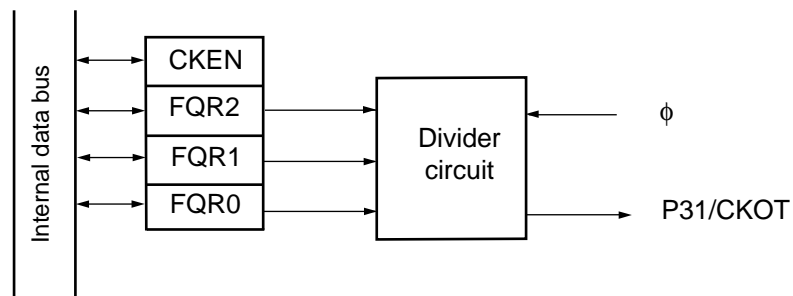 Internal data bus
CKEN
FQR2
FQR1
FQR0
Divider
circuit
ϕ
P31/CKOT